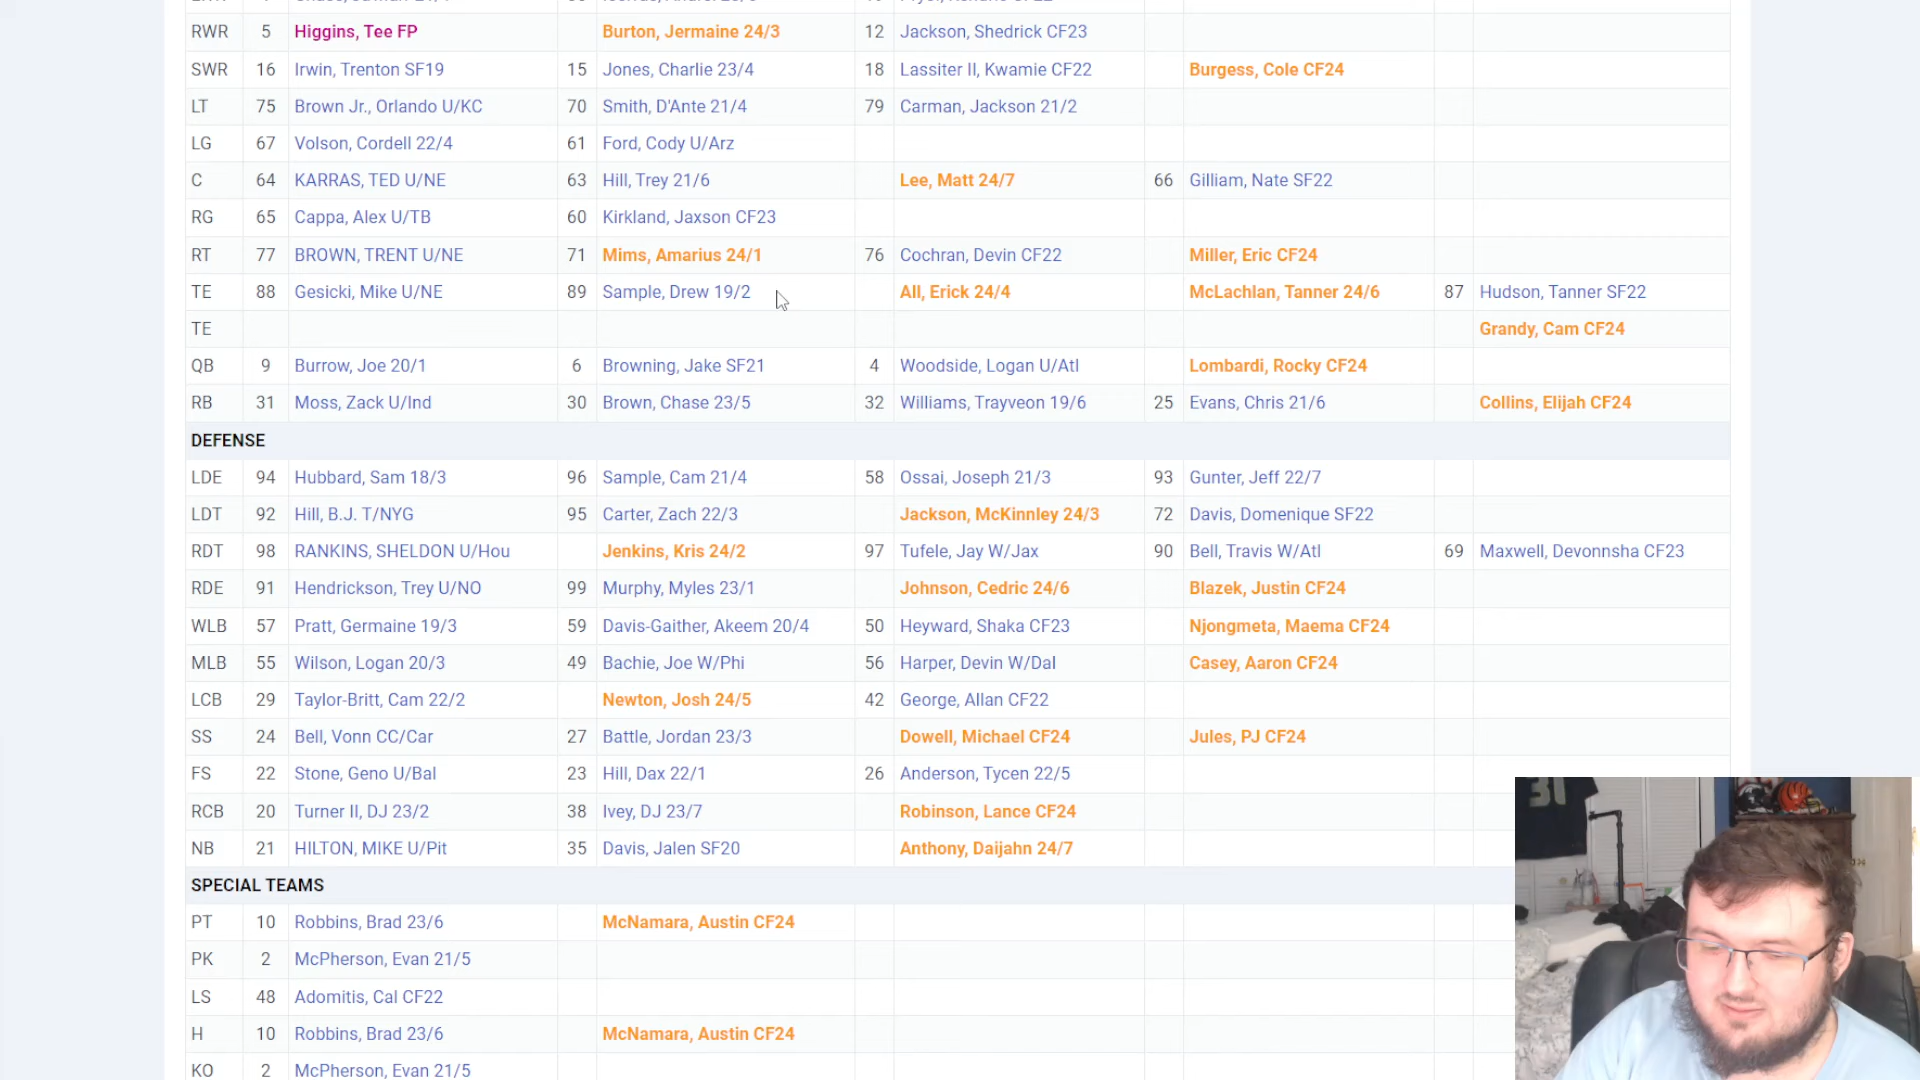 RWR 5 Higgins, Tee FP Burton, Jermaine 24/3 12 Jackson, Shedrick CF23
SWR 16 Irwin, Trenton SF19 15 Jones, Charlie 23/4 18 Lassiter II, Kwamie CF22 Burgess, Cole CF24
LT 75 Brown Jr., Orlando U/KC 70 Smith, D'Ante 21/4 79 Carman, Jackson 21/2
LG 67 Volson, Cordell 22/4 61 Ford, Cody U/Arz
C 64 KARRAS, TED U/NE 63 Hill, Trey 21/6 Lee, Matt 24/7 66 Gilliam, Nate SF22
RG 65 Cappa, Alex U/TB 60 Kirkland, Jaxson CF23
RT 77 BROWN, TRENT U/NE 71 Mims, Amarius 24/1 76 Cochran, Devin CF22 Miller, Eric CF24
TE 88 Gesicki, Mike U/NE 89 Sample, Drew 19/2 All, Erick 24/4 McLachlan, Tanner 24/6 87 Hudson, Tanner SF22
TE Grandy, Cam CF24
QB 9 Burrow, Joe 20/1 6 Browning, Jake SF21 4 Woodside, Logan U/Atl Lombardi, Rocky CF24
RB 31 Moss, Zack U/Ind 30 Brown, Chase 23/5 32 Williams, Trayveon 19/6 25 Evans, Chris 21/6 Collins, Elijah CF24
DEFENSE
LDE 94 Hubbard, Sam 18/3 96 Sample, Cam 21/4 58 Ossai, Joseph 21/3 93 Gunter, Jeff 22/7
LDT 92 Hill, B.J. T/NYG 95 Carter, Zach 22/3 Jackson, McKinnley 24/3 72 Davis, Domenique SF22
RDT 98 RANKINS, SHELDON U/Hou Jenkins, Kris 24/2 97 Tufele, Jay W/Jax 90 Bell, Travis W/Atl 69 Maxwell, Devonnsha CF23
RDE 91 Hendrickson, Trey U/NO 99 Murphy, Myles 23/1 Johnson, Cedric 24/6 Blazek, Justin CF24
WLB 57 Pratt, Germaine 19/3 59 Davis-Gaither, Akeem 20/4 50 Heyward, Shaka CF23 Njongmeta, Maema CF24
MLB 55 Wilson, Logan 20/3 49 Bachie, Joe W/Phi 56 Harper, Devin W/Dal Casey, Aaron CF24
LCB 29 Taylor-Britt, Cam 22/2 Newton, Josh 24/5 42 George, Allan CF22
SS 24 Bell, Vonn CC/Car 27 Battle, Jordan 23/3 Dowell, Michael CF24 Jules, PJ CF24
FS 22 Stone, Geno U/Bal 23 Hill, Dax 22/1 26 Anderson, Tycen 22/5
RCB 20 Turner II, DJ 23/2 38 Ivey, DJ 23/7 Robinson, Lance CF24
NB 21 HILTON, MIKE U/Pit 35 Davis, Jalen SF20 Anthony, Daijahn 24/7
SPECIAL TEAMS
PT 10 Robbins, Brad 23/6 McNamara, Austin CF24
PK 2 McPherson, Evan 21/5
LS 48 Adomitis, Cal CF22
H 10 Robbins, Brad 23/6 McNamara, Austin CF24
KO 2 McPherson, Evan 21/5
31